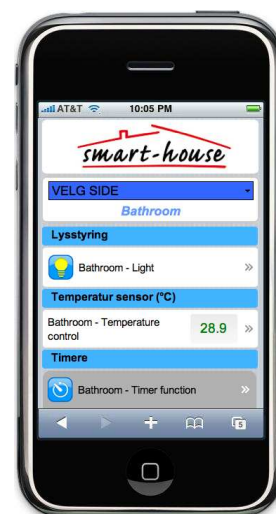 AT&T 10:05 PM
smart-house
VELG SIDE
Bathroom
Lysstyring
Bathroom - Light
Temperatur sensor (°C)
Bathroom - Temperature
control
28.9
Timere
Bathroom - Timer function
5